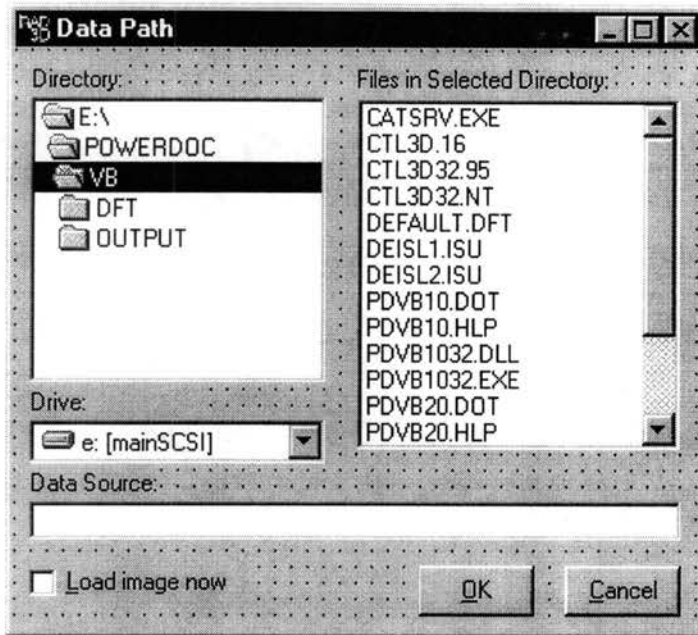 Data Path
Directory:
E:\
POWERDOC
VB
DFT
OUTPUT
Drive:
e: [mainSCSI]
Files in Selected Directory:
CATSRV.EXE
CTL3D.16
CTL3D32.95
CTL3D32.NT
DEFAULT.DFT
DEISL1.ISU
DEISL2.ISU
PDVB10.DOT
PDVB10.HLP
PDVB1032.DLL
PDVB1032.EXE
PDVB20.DOT
PDVB20.HLP
Data Source:
Load image now
OK
Cancel